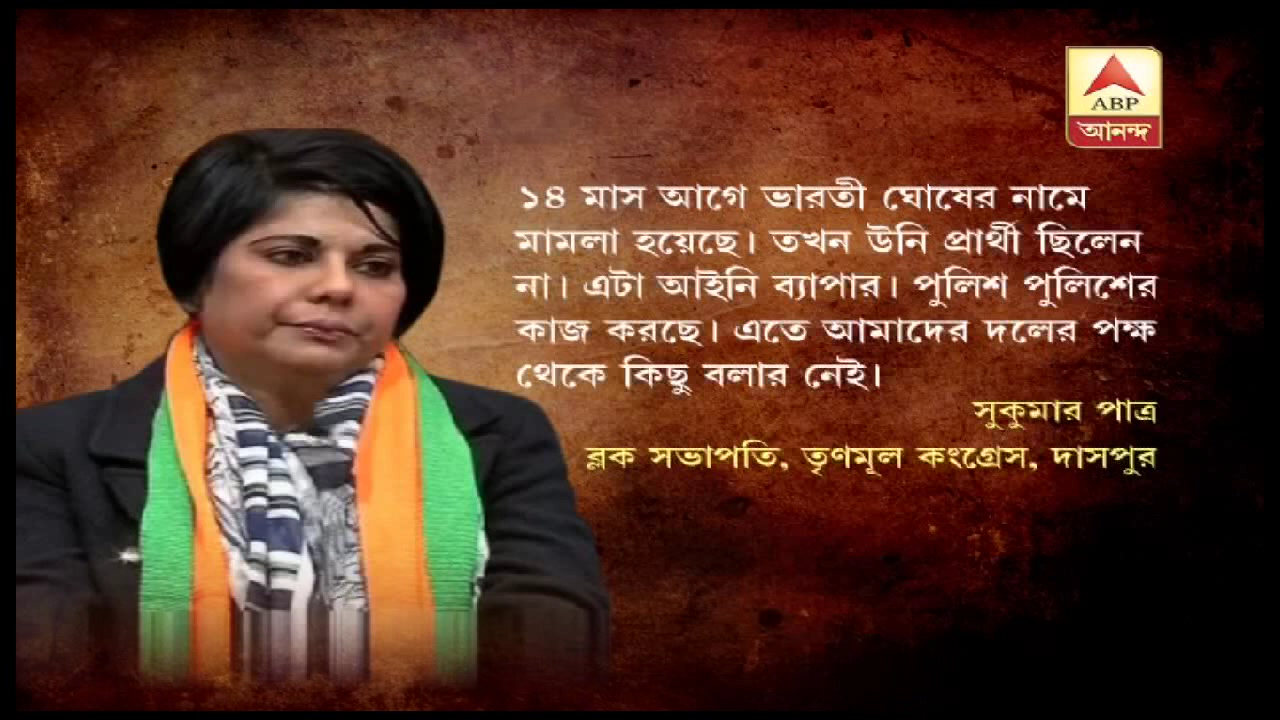 ABP
আনন্দ
১৪ মাস আগে ভারতী ঘোষের নামে
মামলা হয়েছে। তখন উনি প্রার্থী ছিলেন
না। এটা আইনি ব্যাপার। পুলিশ পুলিশের
কাজ করছে। এতে আমাদের দলের পক্ষ
থেকে কিছু বলার নেই।
সুকুমার পাত্র
ব্লক সভাপতি, তৃণমূল কংগ্রেস, দাসপুর